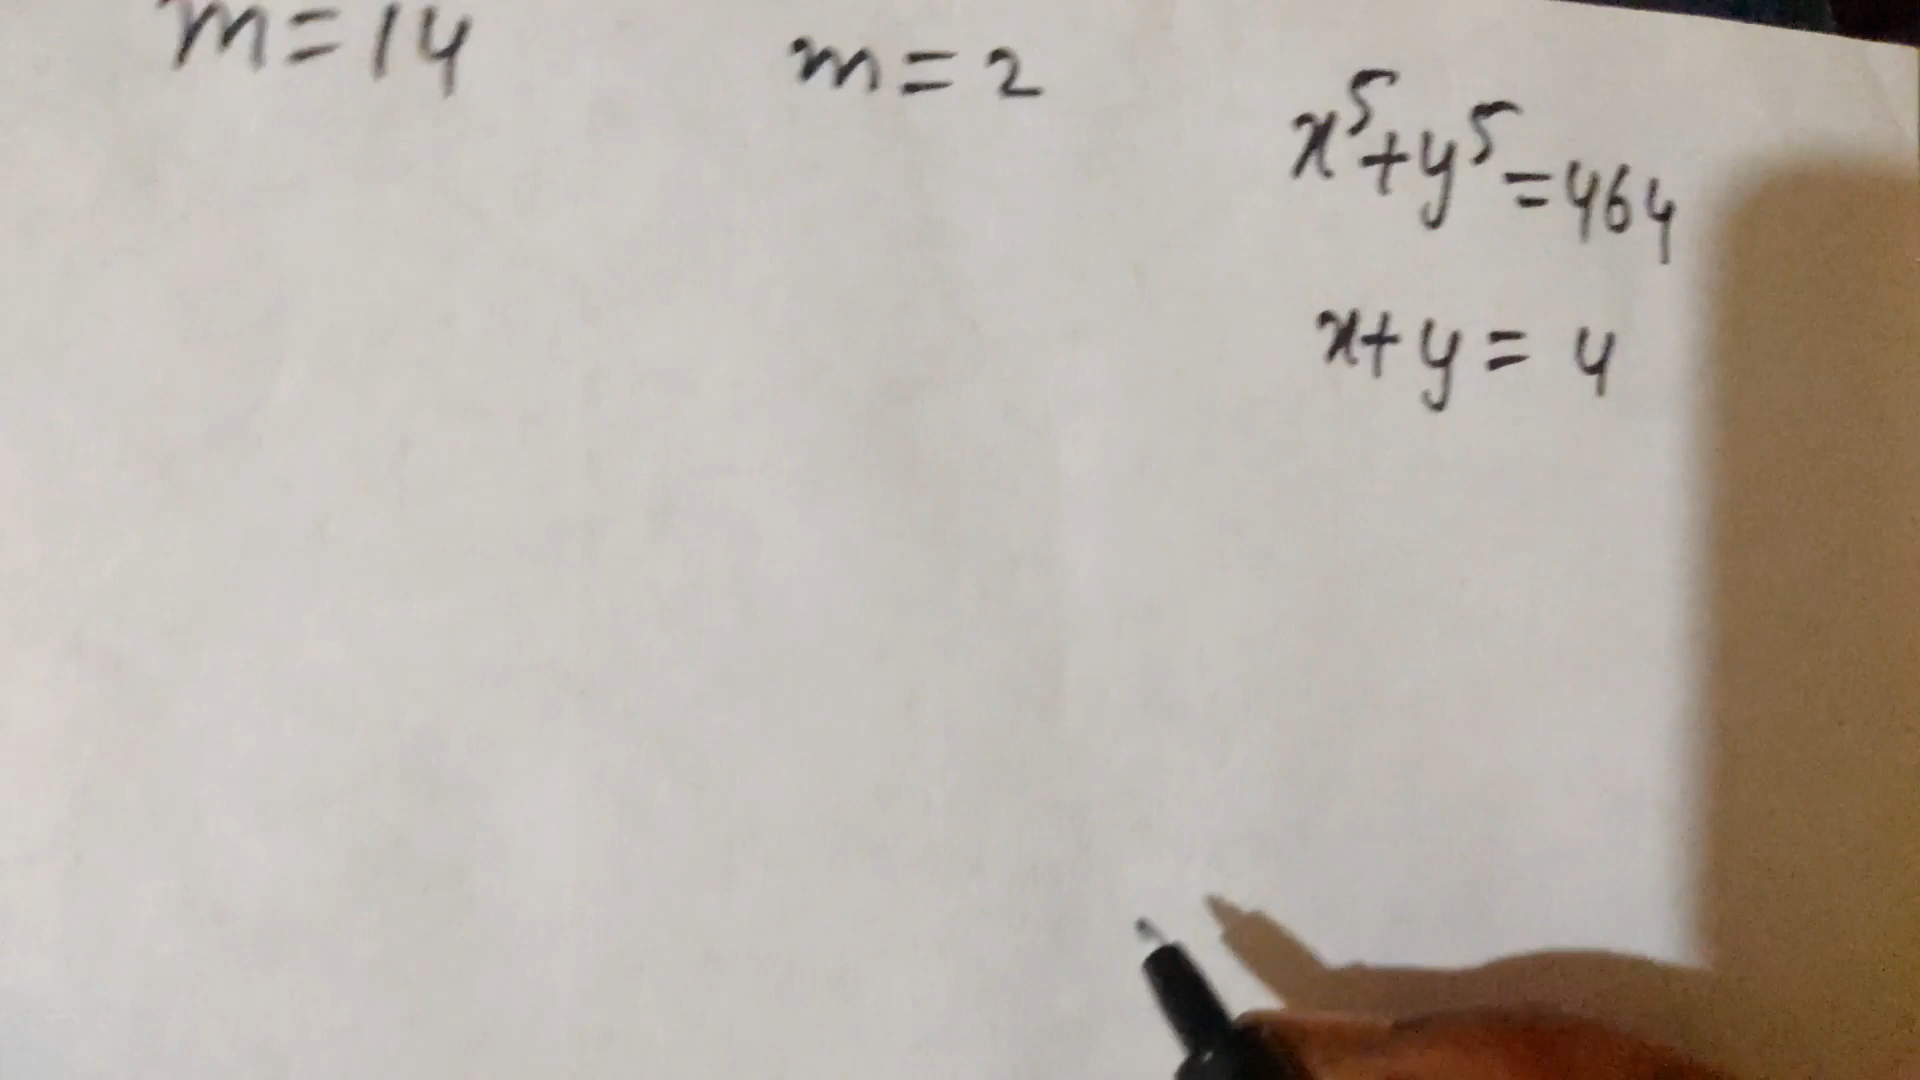 m = 14
m = 2
x⁵ + y⁵ = 464
x + y = 4